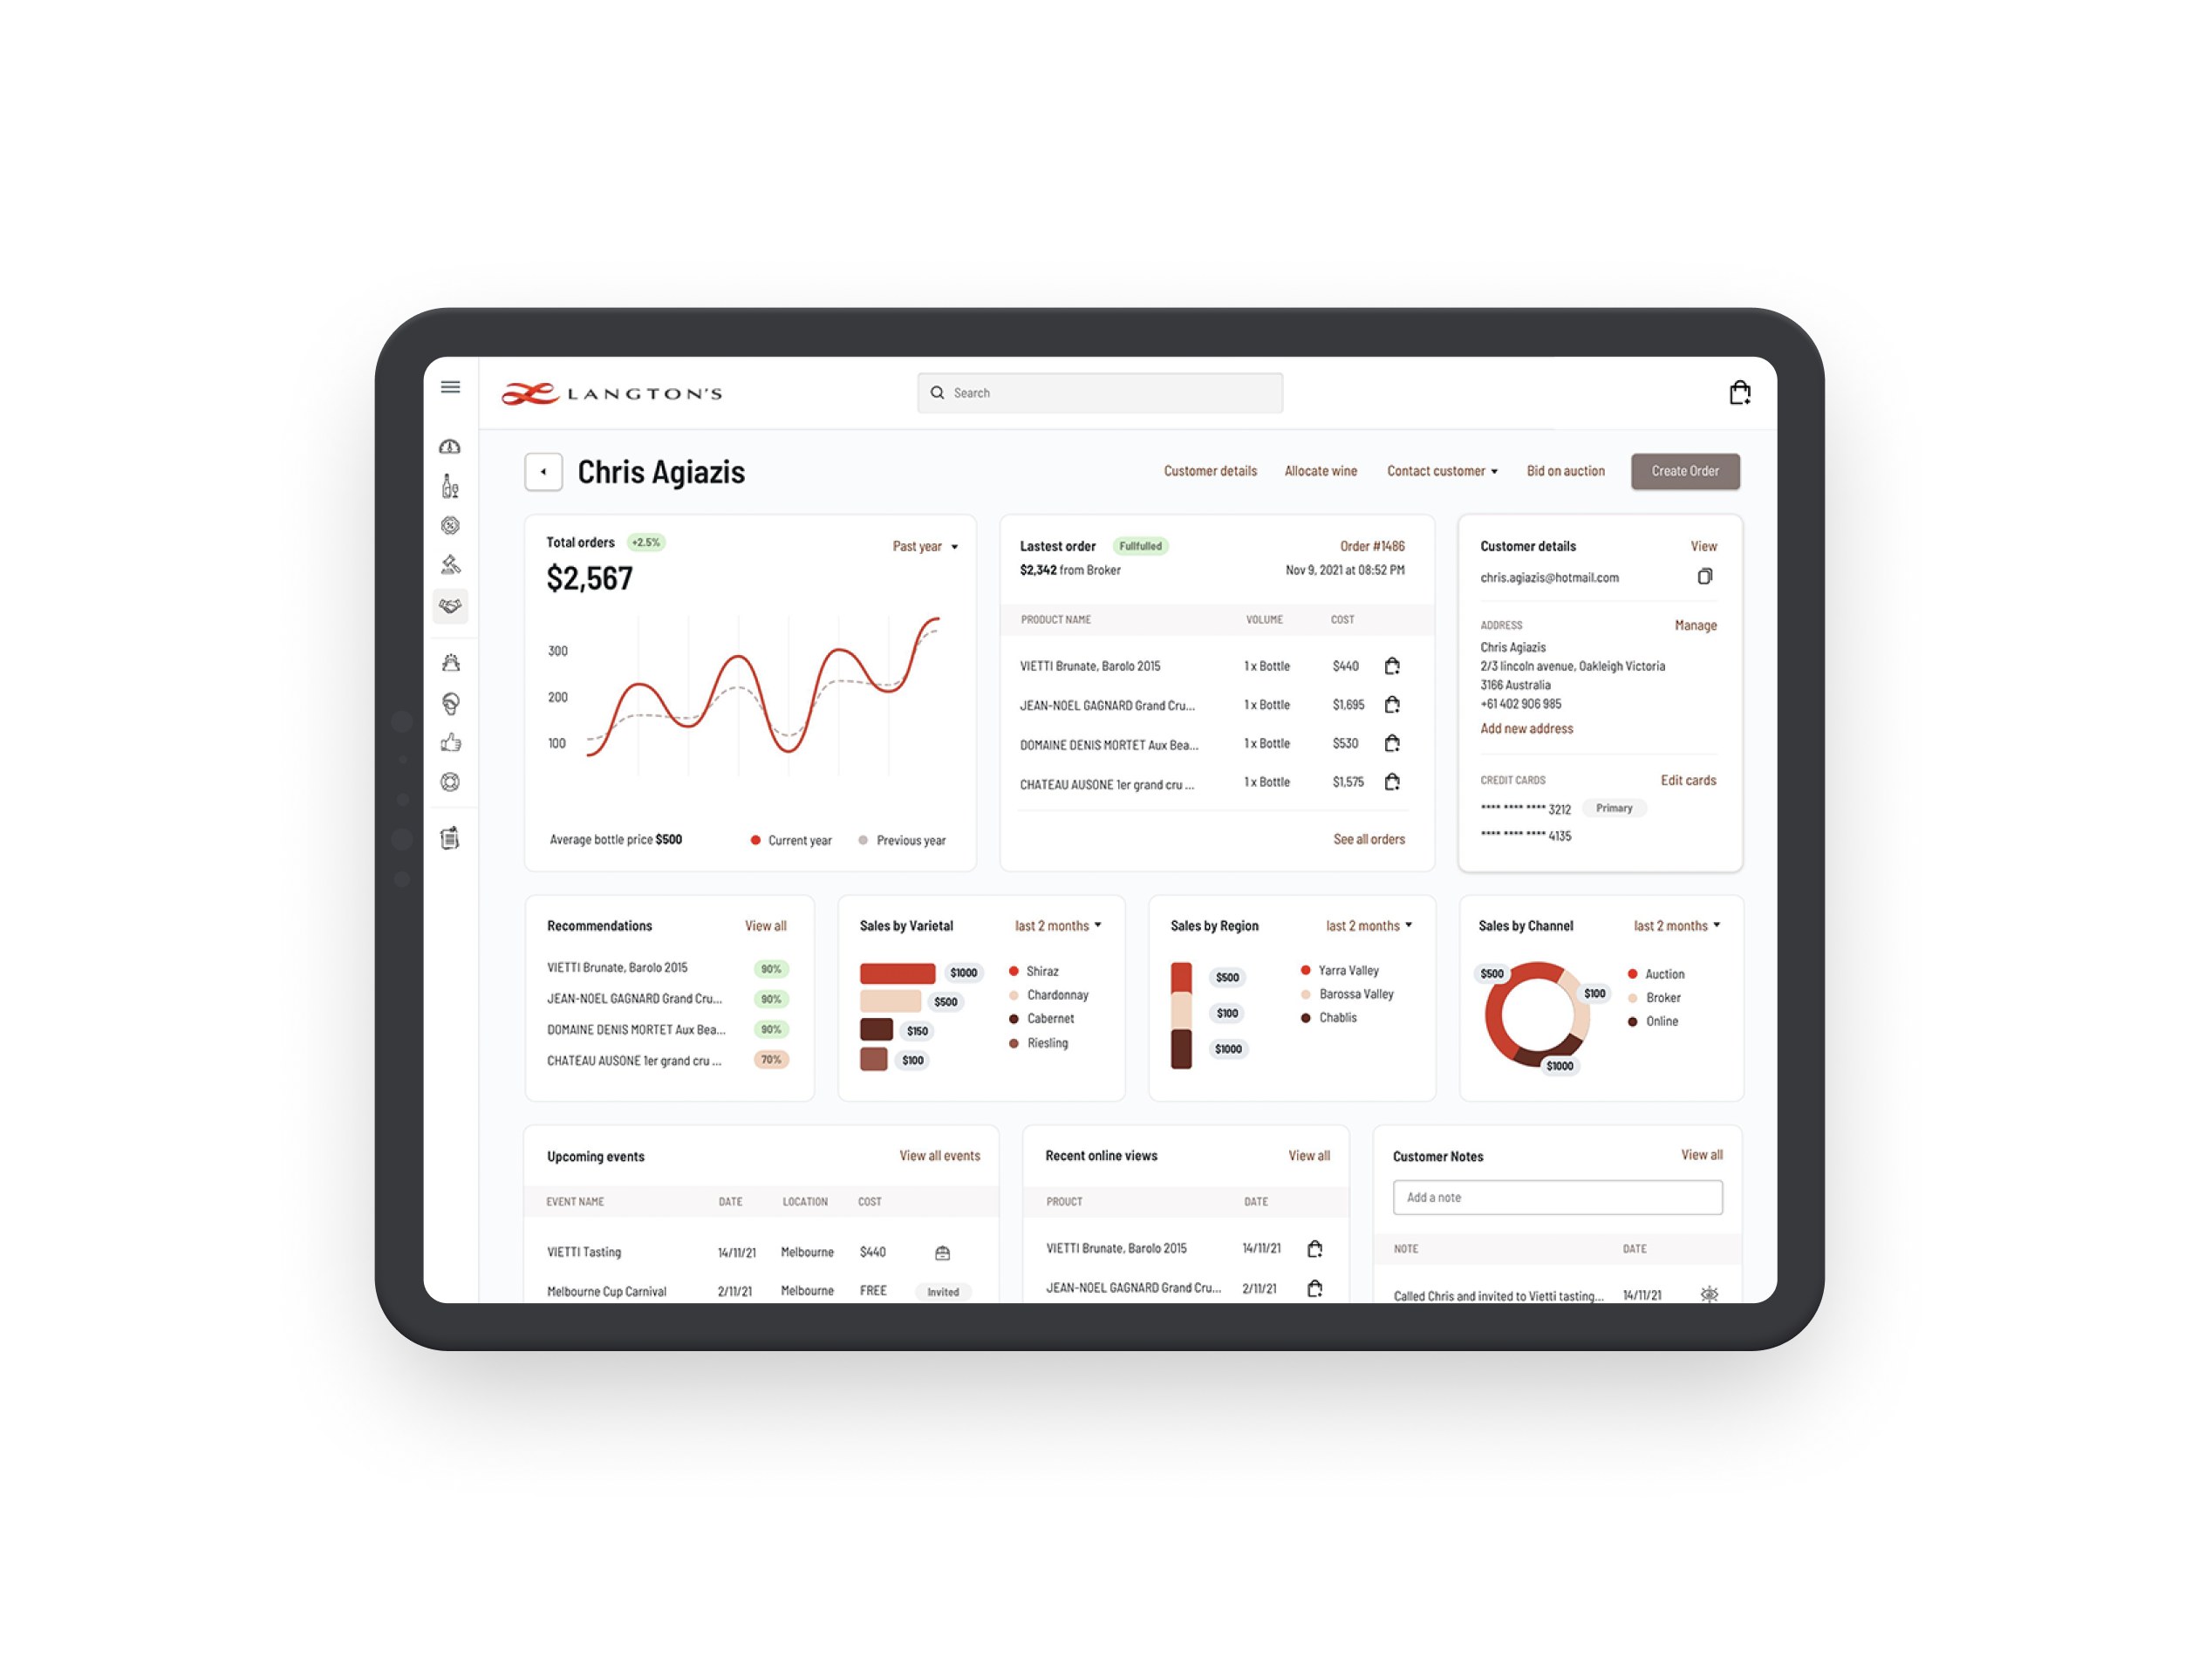 LANGTON'S
Search
Chris Agiazis
Customer details
Allocate wine
Contact customer
Bid on auction
Create Order
Total orders
+2.5%
Past year
$2,567
300
200
100
Average bottle price $500
Current year
Previous year
Lastest order
Fullfulled
Order #1486
$2,342 from Broker
Nov 9, 2021 at 08:52 PM
PRODUCT NAME VOLUME COST
VIETTI Brunate, Barolo 2015 1 x Bottle $440
JEAN-NOEL GAGNARD Grand Cru... 1 x Bottle $1,695
DOMAINE DENIS MORTET Aux Bea... 1 x Bottle $530
CHATEAU AUSONE 1er grand cru ... 1 x Bottle $1,575
See all orders
Customer details
View
chris.agiazis@hotmail.com
ADDRESS
Manage
Chris Agiazis
2/3 lincoln avenue, Oakleigh Victoria
3166 Australia
+61 402 906 985
Add new address
CREDIT CARDS
Edit cards
**** **** **** 3212 Primary
**** **** **** 4135
Recommendations
View all
VIETTI Brunate, Barolo 2015 90%
JEAN-NOEL GAGNARD Grand Cru... 90%
DOMAINE DENIS MORTET Aux Bea... 90%
CHATEAU AUSONE 1er grand cru ... 70%
Sales by Varietal
last 2 months
$1000
$500
$150
$100
Shiraz
Chardonnay
Cabernet
Riesling
Sales by Region
last 2 months
$500
$100
$1000
Yarra Valley
Barossa Valley
Chablis
Sales by Channel
last 2 months
$500
$100
$1000
Auction
Broker
Online
Upcoming events
View all events
EVENT NAME DATE LOCATION COST
VIETTI Tasting 14/11/21 Melbourne $440
Melbourne Cup Carnival 2/11/21 Melbourne FREE Invited
Recent online views
View all
PROUCT DATE
VIETTI Brunate, Barolo 2015 14/11/21
JEAN-NOEL GAGNARD Grand Cru... 2/11/21
Customer Notes
View all
Add a note
NOTE DATE
Called Chris and invited to Vietti tasting... 14/11/21